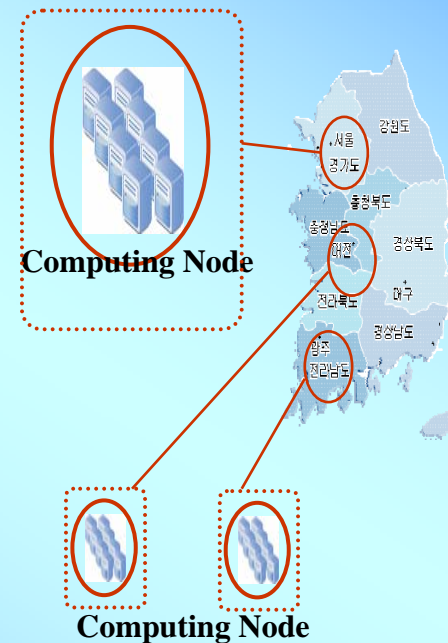 강원도
서울
경기도
충청북도
충청남도
대전
경상북도
Computing Node
전라북도
대구
경상남도
광주
전라남도
Computing Node